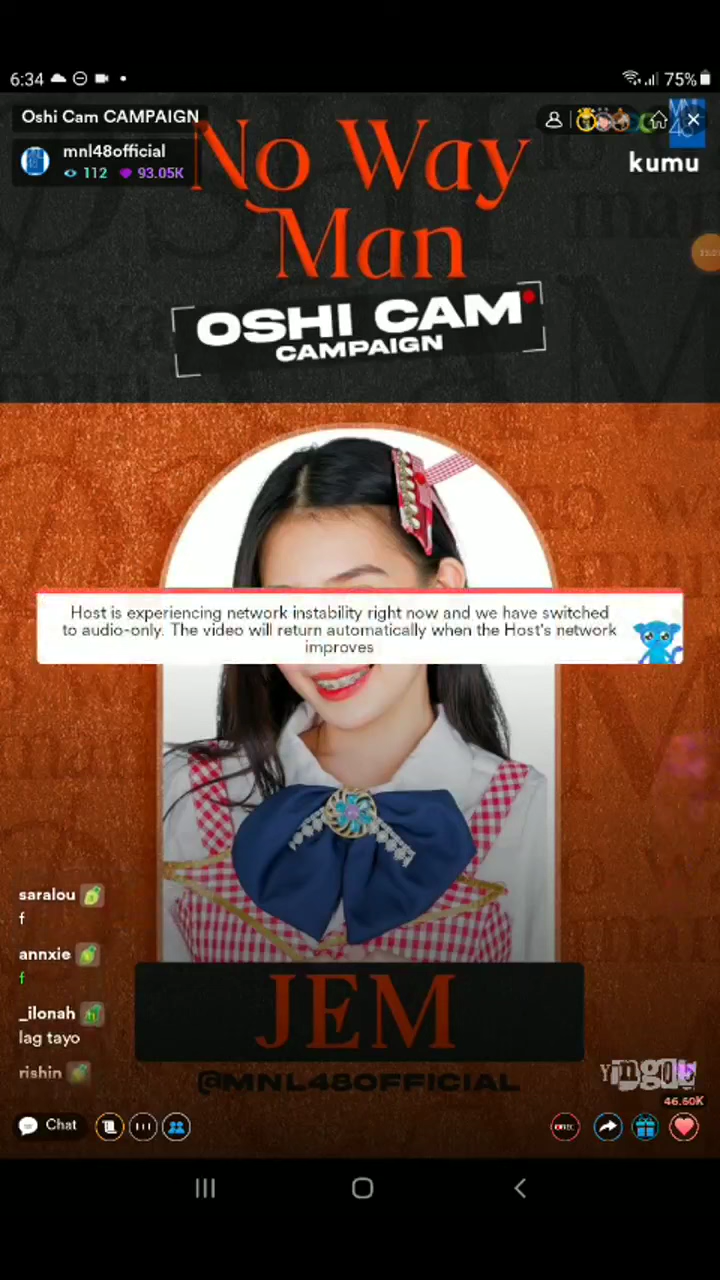 6:34
75%
Oshi Cam CAMPAIGN
mnl48official
112 93.05K
kumu
No Way
Man
OSHI CAM
CAMPAIGN
Host is experiencing network instability right now and we have switched
to audio-only. The video will return automatically when the Host's network
improves
saralou
f
annxie
f
_ilonah
lag tayo
rishin
JEM
@MNL48OFFICIAL
46.60K
Chat